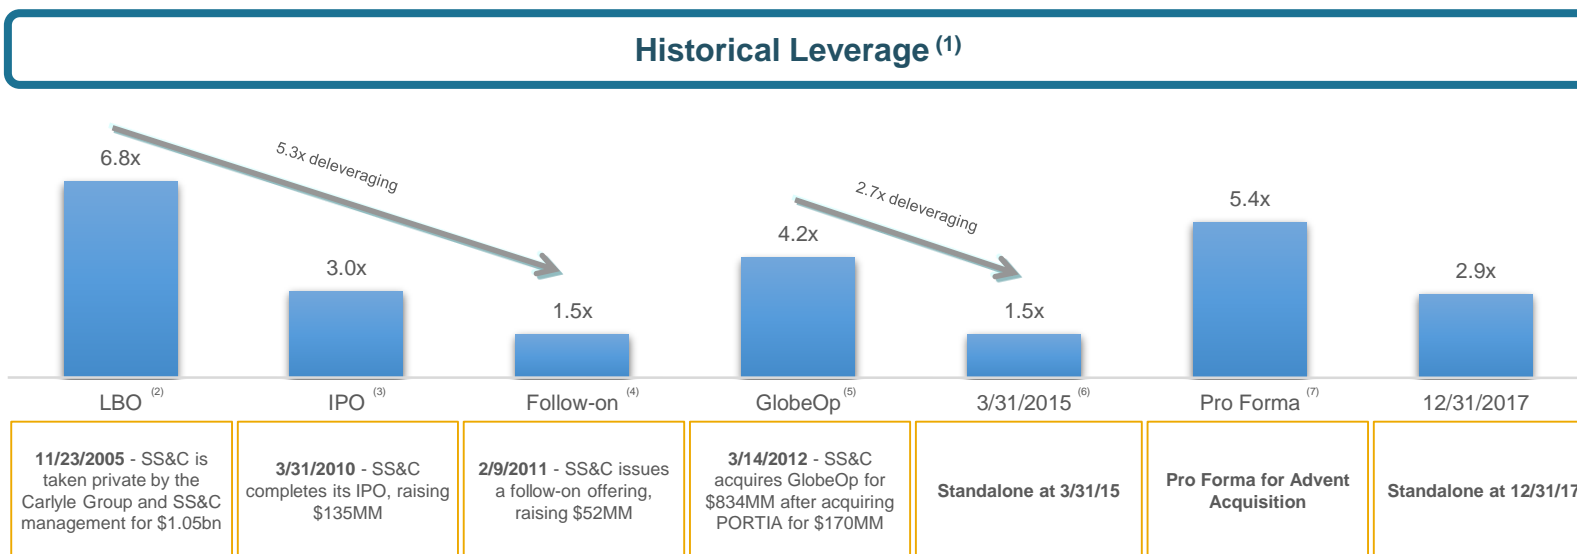 Historical Leverage (1)
6.8x
5.3x deleveraging
3.0x
1.5x
4.2x
2.7x deleveraging
1.5x
5.4x
2.9x
LBO (2)
IPO (3)
Follow-on (4)
GlobeOp (5)
3/31/2015 (6)
Pro Forma (7)
12/31/2017
11/23/2005 - SS&C is
taken private by the
Carlyle Group and SS&C
management for $1.05bn
3/31/2010 - SS&C
completes its IPO, raising
$135MM
2/9/2011 - SS&C issues
a follow-on offering,
raising $52MM
3/14/2012 - SS&C
acquires GlobeOp for
$834MM after acquiring
PORTIA for $170MM
Standalone at 3/31/15
Pro Forma for Advent
Acquisition
Standalone at 12/31/17